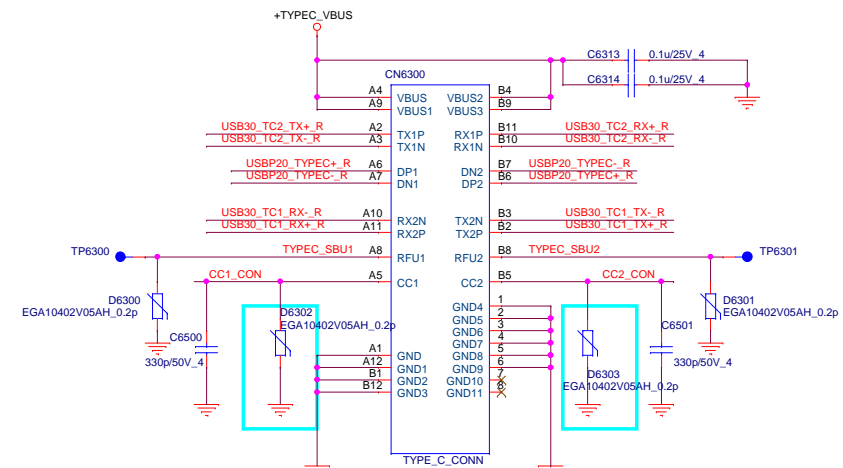 +TYPEC_VBUS
C6313 0.1u/25V_4
CN6300
C6314 0.1u/25V_4
A4 VBUS VBUS2 B4
A9 VBUS1 VBUS3 B9
USB30_TC2_TX+_R A2 TX1P RX1P B11 USB30_TC2_RX+_R
USB30_TC2_TX-_R A3 TX1N RX1N B10 USB30_TC2_RX-_R
USBP20_TYPEC+_R A6 DP1 DN2 B7 USBP20_TYPEC-_R
USBP20_TYPEC-_R A7 DN1 DP2 B6 USBP20_TYPEC+_R
USB30_TC1_RX-_R A10 RX2N TX2N B3 USB30_TC1_TX-_R
USB30_TC1_RX+_R A11 RX2P TX2P B2 USB30_TC1_TX+_R
TP6300 TYPEC_SBU1 A8 RFU1 RFU2 B8 TYPEC_SBU2 TP6301
CC1_CON A5 CC1 CC2 B5 CC2_CON
D6300
EGA10402V05AH_0.2p
D6302
EGA10402V05AH_0.2p
C6500
330p/50V_4
GND4 1
GND5 2
GND6 3
GND7 4
A1 GND GND8 5
A12 GND1 GND9 6
B1 GND2 GND10 7
B12 GND3 GND11 8
D6301
EGA10402V05AH_0.2p
C6501
330p/50V_4
D6303
EGA10402V05AH_0.2p
TYPE_C_CONN